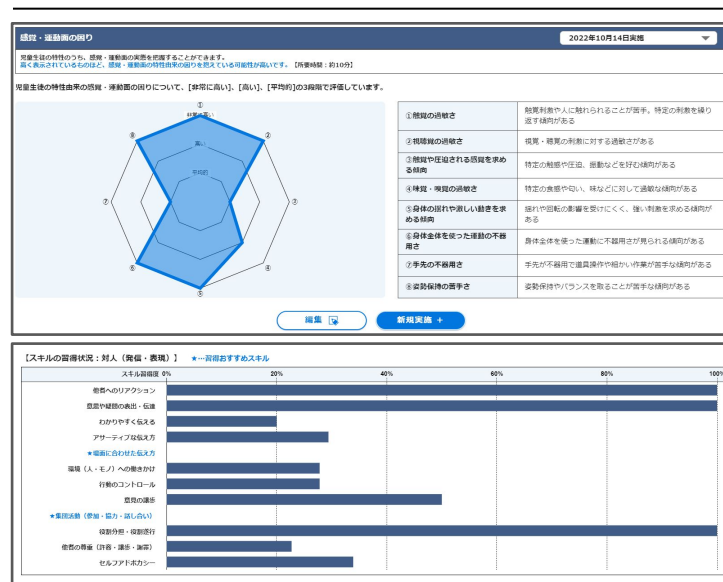 感覚・運動面の困り
2022年10月14日実施
児童生徒の特性のうち、感覚・運動面の実態を把握することができます。
高く表示されているものほど、感覚・運動面の特性由来の困りを抱えている可能性が高いです。【所要時間：約10分】
児童生徒の特性由来の感覚・運動面の困りについて、[非常に高い]、[高い]、[平均的]の3段階で評価しています。
①
非常に高い
⑧
②
高い
平均的
⑦
③
⑥
④
⑤
①触覚の過敏さ
触覚刺激や人に触れられることが苦手。特定の刺激を繰り
返す傾向がある
②視聴覚の過敏さ
視覚・聴覚の刺激に対する過敏さがある
③触覚や圧迫される感覚を求め
る傾向
特定の触感や圧迫、振動などを好む傾向がある
④味覚・嗅覚の過敏さ
特定の食感や匂い、味などに対して過敏な傾向がある
⑤身体の揺れや激しい動きを求
める傾向
揺れや回転の影響を受けにくく、強い刺激を求める傾向が
ある
⑥身体全体を使った運動の不器
用さ
身体全体を使った運動に不器用さが見られる傾向がある
⑦手先の不器用さ
手先が不器用で道具操作や細かい作業が苦手な傾向がある
⑧姿勢保持の苦手さ
姿勢保持やバランスを取ることが苦手な傾向がある
編集
新規実施 +
【スキルの習得状況：対人（発信・表現）】 ★…習得おすすめスキル
スキル習得度 0% 20% 40% 60% 80% 100%
他者へのリアクション
意思や疑問の表出・伝達
わかりやすく伝える
アサーティブな伝え方
★場面に合わせた伝え方
環境（人・モノ）への働きかけ
行動のコントロール
意見の譲歩
★集団活動（参加・協力・話し合い）
役割分担・役割遂行
他者の尊重（許容・譲歩・謝罪）
セルフアドボカシー